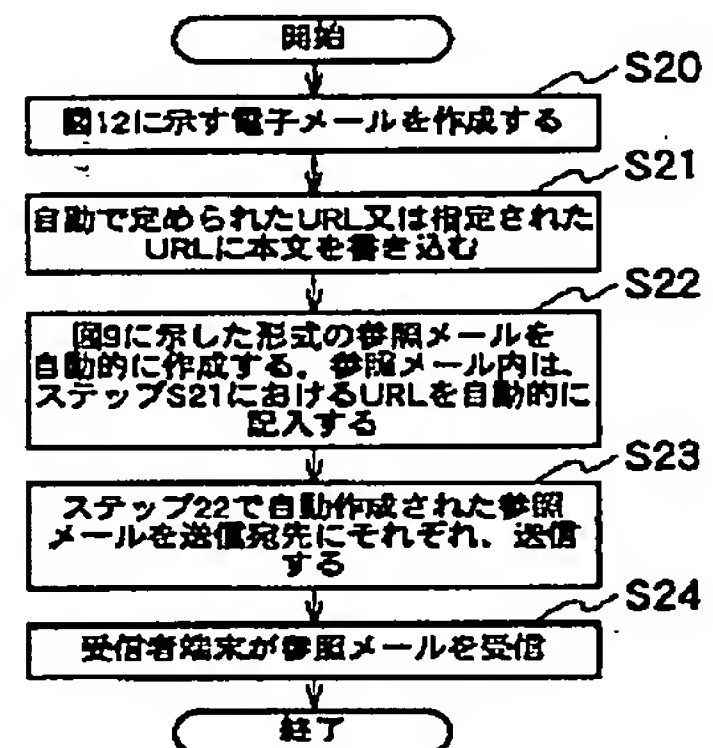 開始
S20
図12に示す電子メールを作成する
S21
自動で定められたURL又は指定された
URLに本文を書き込む
S22
図9に示した形式の参照メールを
自動的に作成する。参照メール内は、
ステップS21におけるURLを自動的に
記入する
S23
ステップ22で自動作成された参照
メールを送信宛先にそれぞれ、送信
する
S24
受信者端末が参照メールを受信
終了